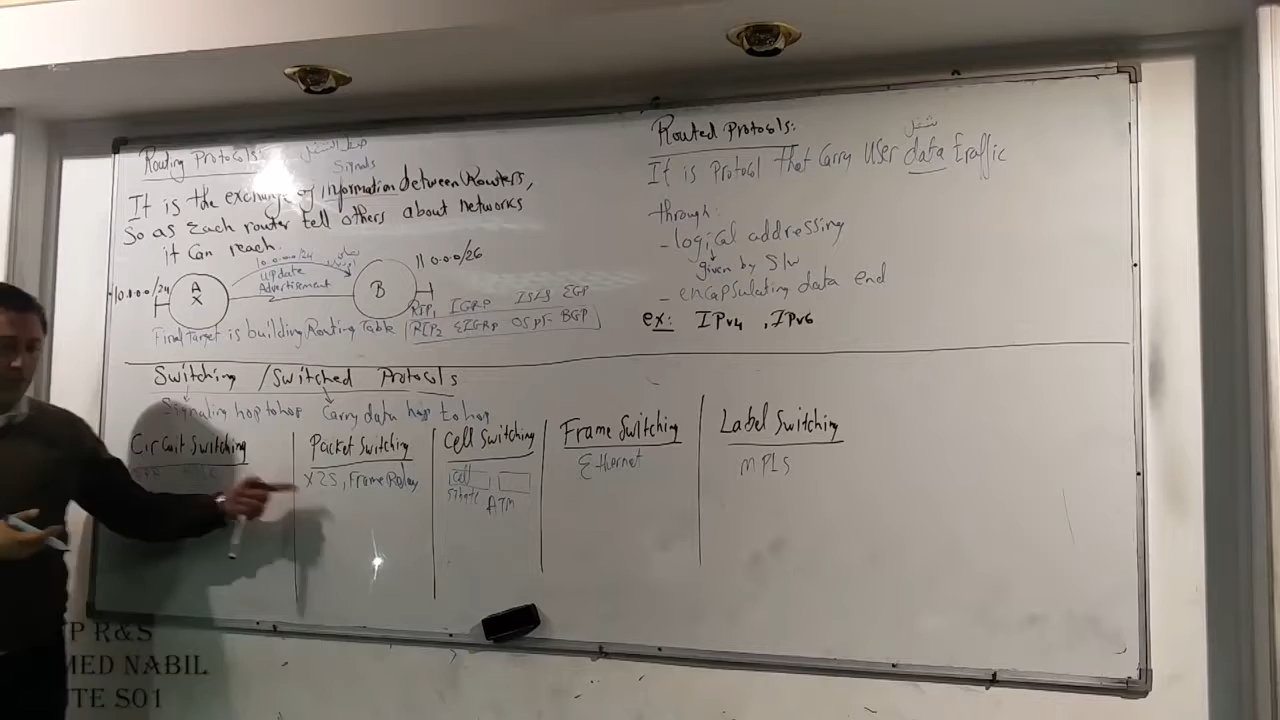 Routing Protocols:
Signals
It is the exchange of information between Routers,
So as Each router tell others about Networks
it Can reach.
10.0.0.0/24
update
Advertisement
10.0.0.0/24
A
X
B
11.0.0.0/26
RIP1 IGRP ISIS EGP
RIP2 EIGRP OSPF BGP
Final Target is building Routing Table
Routed Protocols:
شغل
It is Protocol that Carry User data traffic
through:
- logical addressing
given by S/W
- encapsulating data end
ex: IPv4 , IPv6
Switching / Switched Protocols
Signaling hop to hop Carry data hop to hop
Circuit Switching
Packet Switching
X25, Frame Relay
Cell Switching
Cell
ATM
Frame Switching
Ethernet
Label Switching
MPLS
P R&S
MED NABIL
TE S01